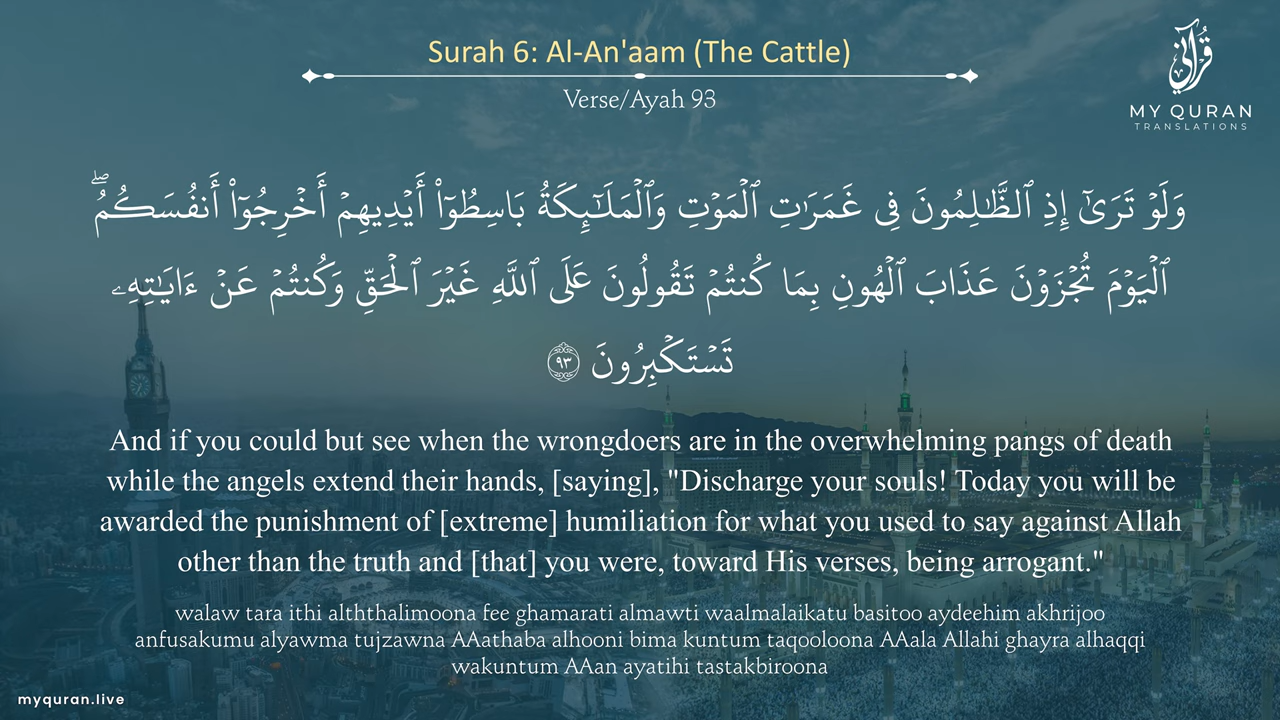 Surah 6: Al-An'aam (The Cattle)
Verse/Ayah 93
قرآني
MY QURAN
TRANSLATIONS
وَلَوْ تَرَىٰٓ إِذِ ٱلظَّـٰلِمُونَ فِى غَمَرَٰتِ ٱلْمَوْتِ وَٱلْمَلَـٰٓئِكَةُ بَاسِطُوٓا۟ أَيْدِيهِمْ أَخْرِجُوٓا۟ أَنفُسَكُمُ ۖ
ٱلْيَوْمَ تُجْزَوْنَ عَذَابَ ٱلْهُونِ بِمَا كُنتُمْ تَقُولُونَ عَلَى ٱللَّهِ غَيْرَ ٱلْحَقِّ وَكُنتُمْ عَنْ ءَايَـٰتِهِۦ
تَسْتَكْبِرُونَ ٩٣
And if you could but see when the wrongdoers are in the overwhelming pangs of death
while the angels extend their hands, [saying], "Discharge your souls! Today you will be
awarded the punishment of [extreme] humiliation for what you used to say against Allah
other than the truth and [that] you were, toward His verses, being arrogant."
walaw tara ithi alththalimoona fee ghamarati almawti waalmalaikatu basitoo aydeehim akhrijoo
anfusakumu alyawma tujzawna AAathaba alhooni bima kuntum taqooloona AAala Allahi ghayra alhaqqi
wakuntum AAan ayatihi tastakbiroona
myquran.live